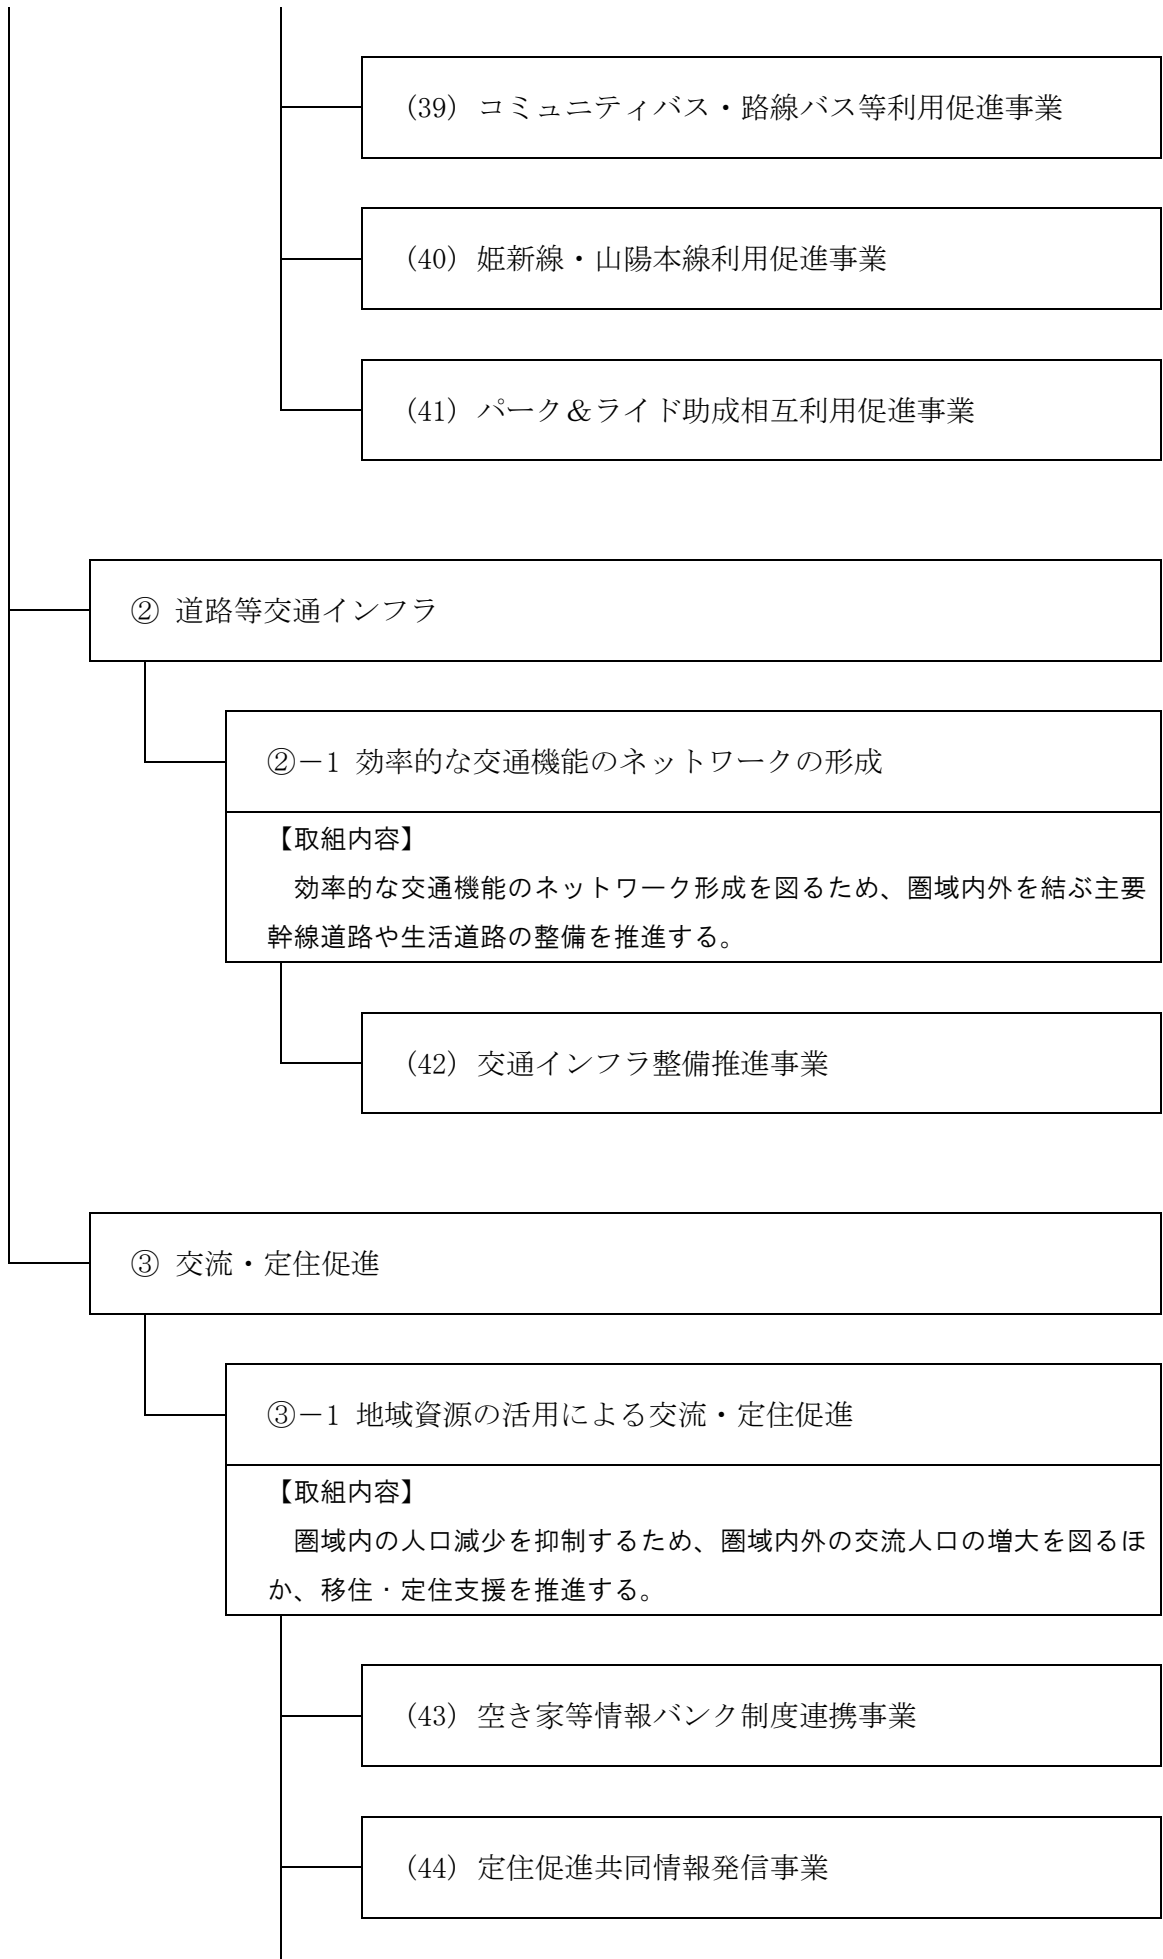 (39) コミュニティバス・路線バス等利用促進事業
(40) 姫新線・山陽本線利用促進事業
(41) パーク＆ライド助成相互利用促進事業
② 道路等交通インフラ
②－1 効率的な交通機能のネットワークの形成
【取組内容】
効率的な交通機能のネットワーク形成を図るため、圏域内外を結ぶ主要
幹線道路や生活道路の整備を推進する。
(42) 交通インフラ整備推進事業
③ 交流・定住促進
③－1 地域資源の活用による交流・定住促進
【取組内容】
圏域内の人口減少を抑制するため、圏域内外の交流人口の増大を図るほ
か、移住・定住支援を推進する。
(43) 空き家等情報バンク制度連携事業
(44) 定住促進共同情報発信事業